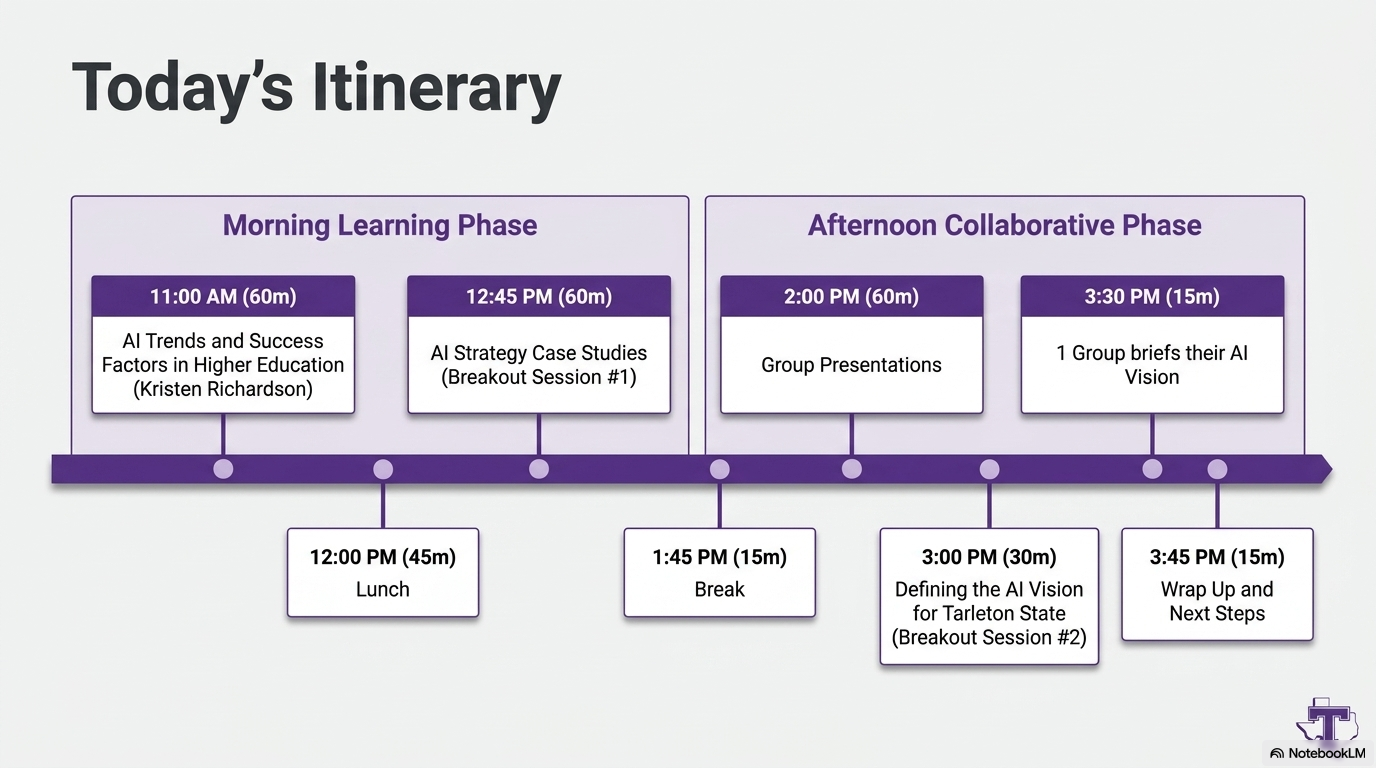 Today’s Itinerary
Morning Learning Phase
11:00 AM (60m)
AI Trends and Success
Factors in Higher Education
(Kristen Richardson)
12:00 PM (45m)
Lunch
12:45 PM (60m)
AI Strategy Case Studies
(Breakout Session #1)
1:45 PM (15m)
Break
Afternoon Collaborative Phase
2:00 PM (60m)
Group Presentations
3:00 PM (30m)
Defining the AI Vision
for Tarleton State
(Breakout Session #2)
3:30 PM (15m)
1 Group briefs their AI
Vision
3:45 PM (15m)
Wrap Up and
Next Steps
T
NotebookLM